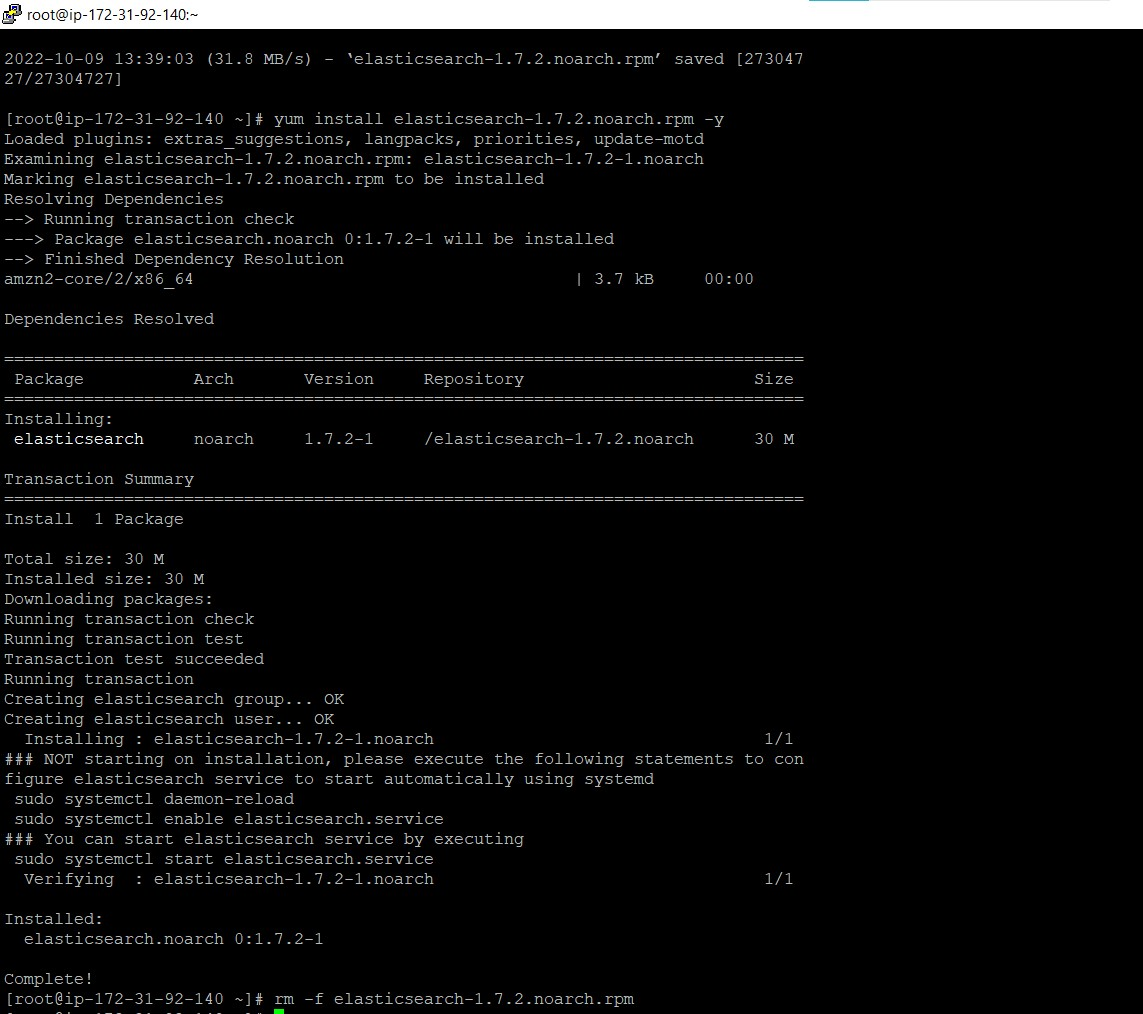 root@ip-172-31-92-140:~
2022-10-09 13:39:03 (31.8 MB/s) - ‘elasticsearch-1.7.2.noarch.rpm’ saved [273047
27/27304727]
[root@ip-172-31-92-140 ~]# yum install elasticsearch-1.7.2.noarch.rpm -y
Loaded plugins: extras_suggestions, langpacks, priorities, update-motd
Examining elasticsearch-1.7.2.noarch.rpm: elasticsearch-1.7.2-1.noarch
Marking elasticsearch-1.7.2.noarch.rpm to be installed
Resolving Dependencies
--> Running transaction check
---> Package elasticsearch.noarch 0:1.7.2-1 will be installed
--> Finished Dependency Resolution
amzn2-core/2/x86_64                                      | 3.7 kB     00:00
Dependencies Resolved
================================================================================
 Package           Arch       Version     Repository                       Size
================================================================================
Installing:
 elasticsearch     noarch     1.7.2-1     /elasticsearch-1.7.2.noarch      30 M
Transaction Summary
================================================================================
Install  1 Package
Total size: 30 M
Installed size: 30 M
Downloading packages:
Running transaction check
Running transaction test
Transaction test succeeded
Running transaction
Creating elasticsearch group... OK
Creating elasticsearch user... OK
  Installing : elasticsearch-1.7.2-1.noarch                                 1/1
### NOT starting on installation, please execute the following statements to con
figure elasticsearch service to start automatically using systemd
 sudo systemctl daemon-reload
 sudo systemctl enable elasticsearch.service
### You can start elasticsearch service by executing
 sudo systemctl start elasticsearch.service
  Verifying  : elasticsearch-1.7.2-1.noarch                                 1/1
Installed:
  elasticsearch.noarch 0:1.7.2-1
Complete!
[root@ip-172-31-92-140 ~]# rm -f elasticsearch-1.7.2.noarch.rpm